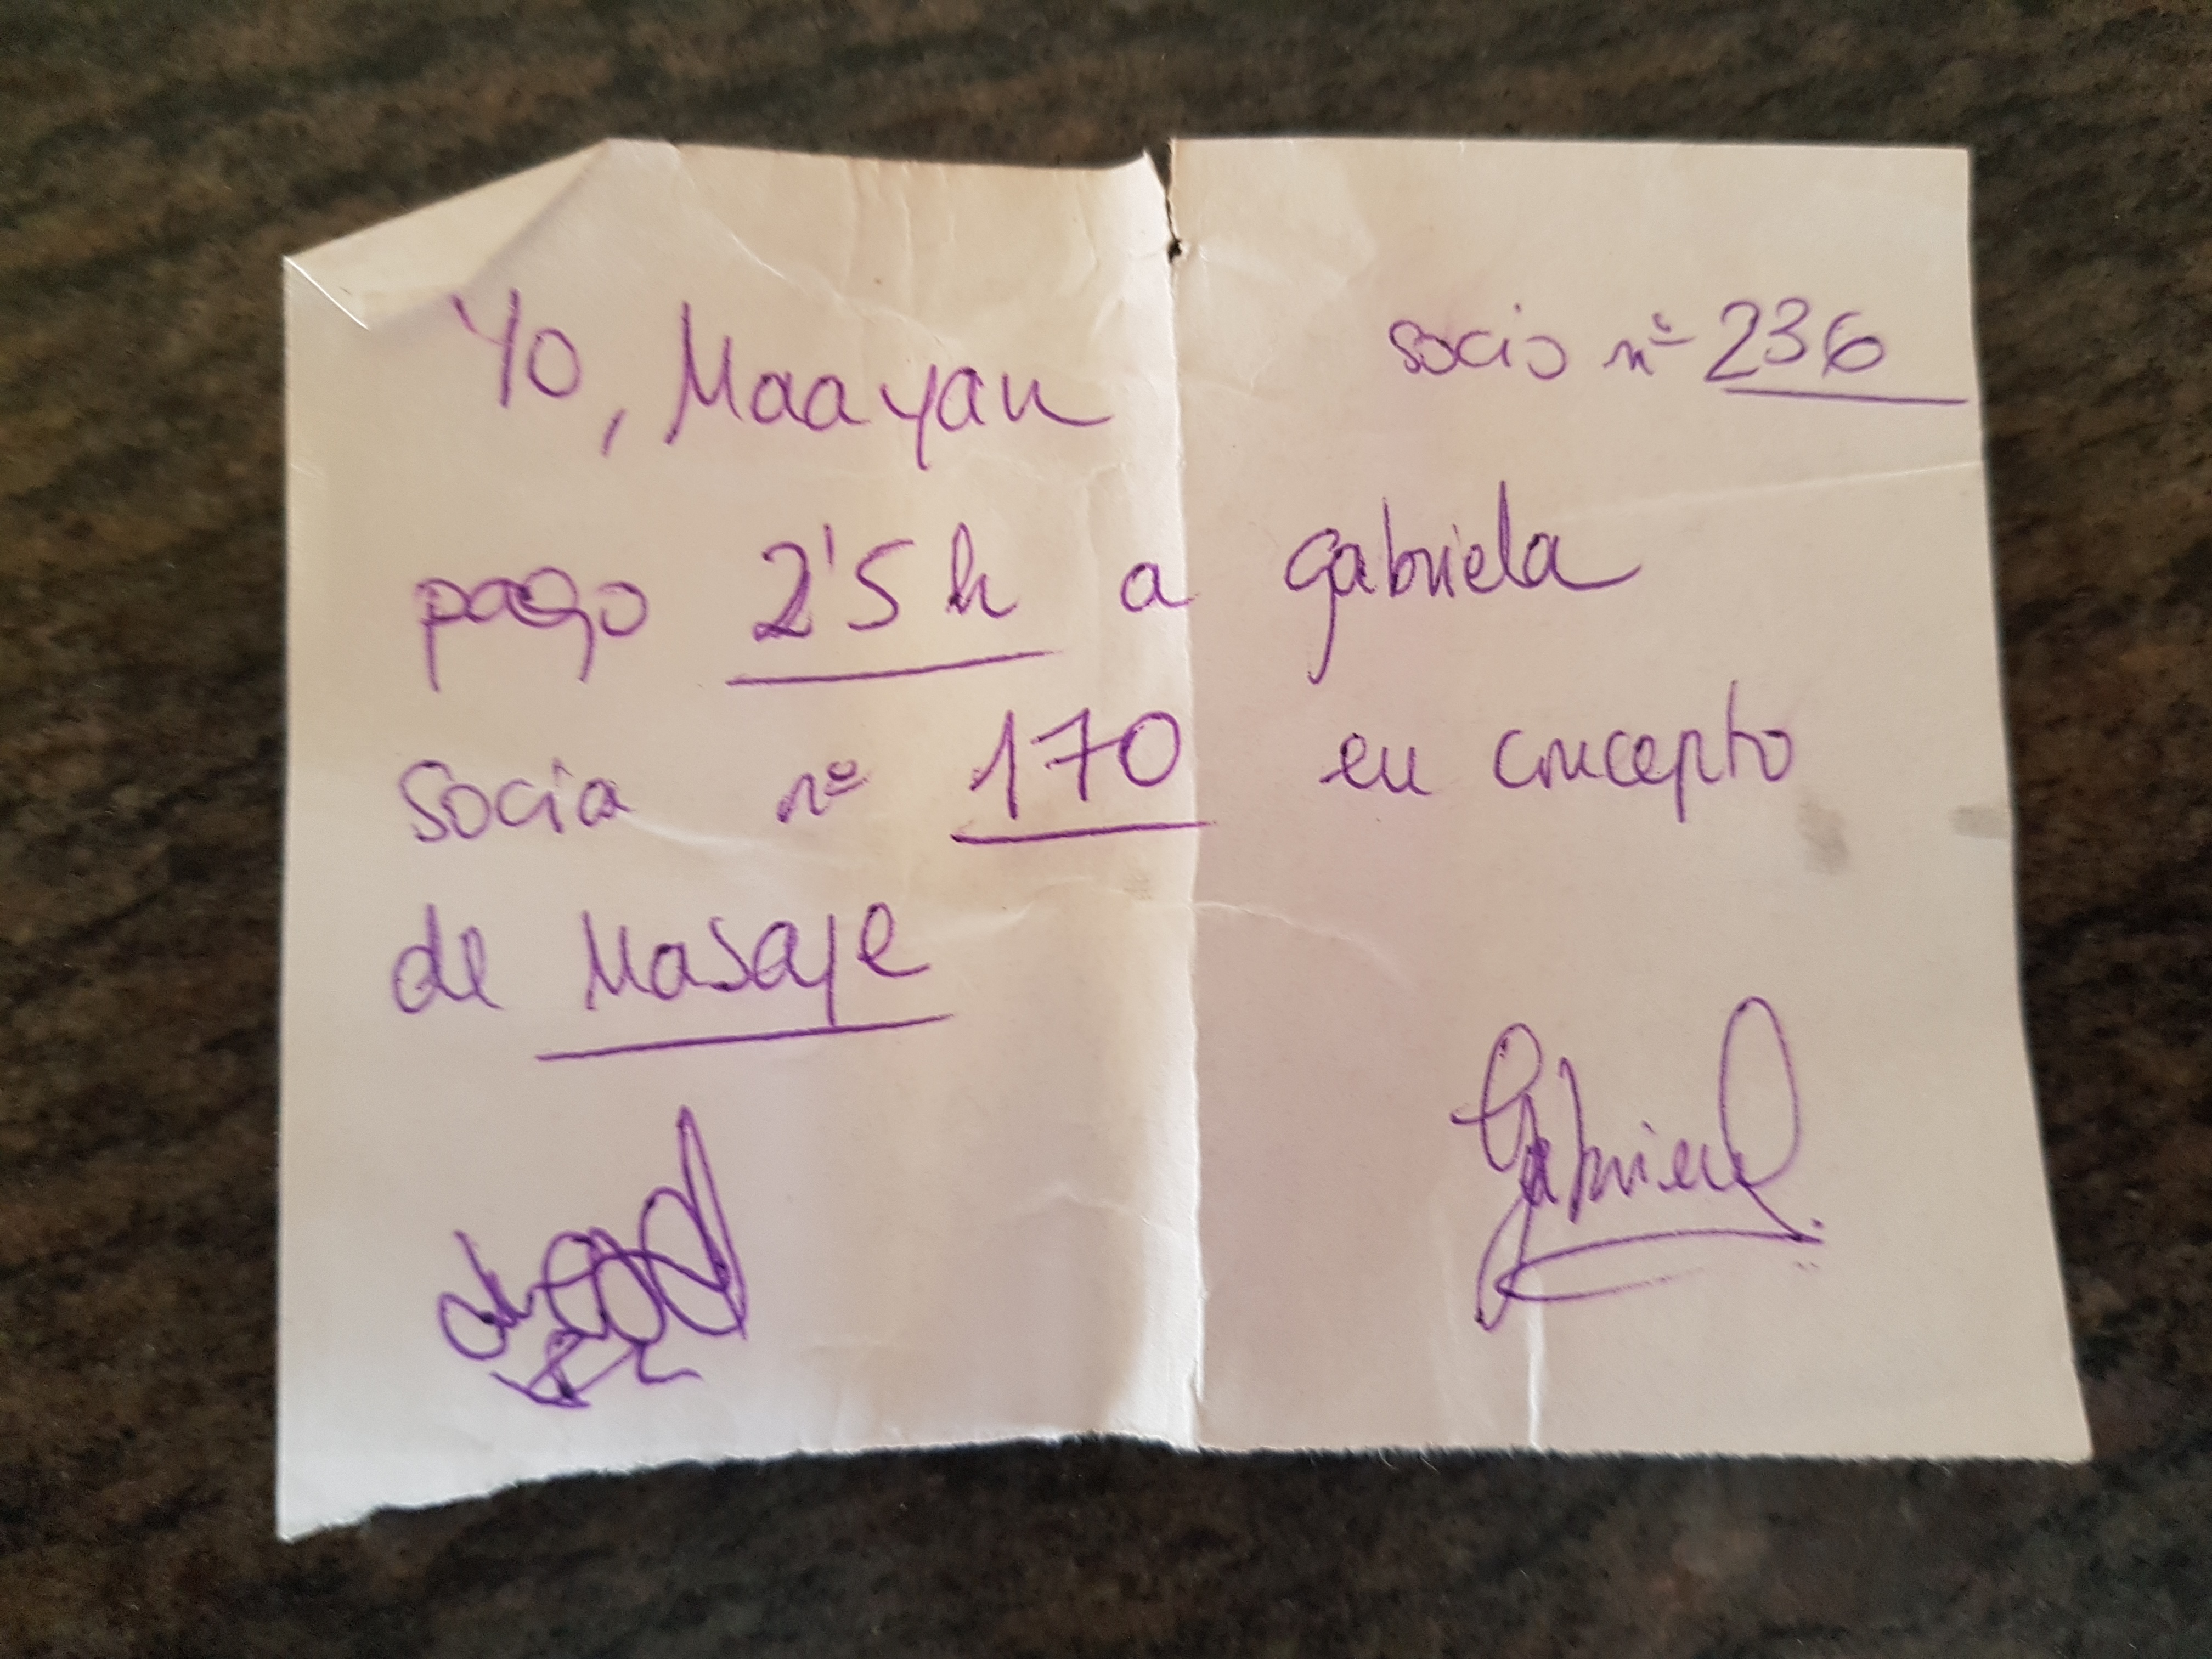 socio nº 236
Yo, Maayan
pago 2'5 h a gabriela
socia nº 170 en concepto
de Masaje
Gabriela